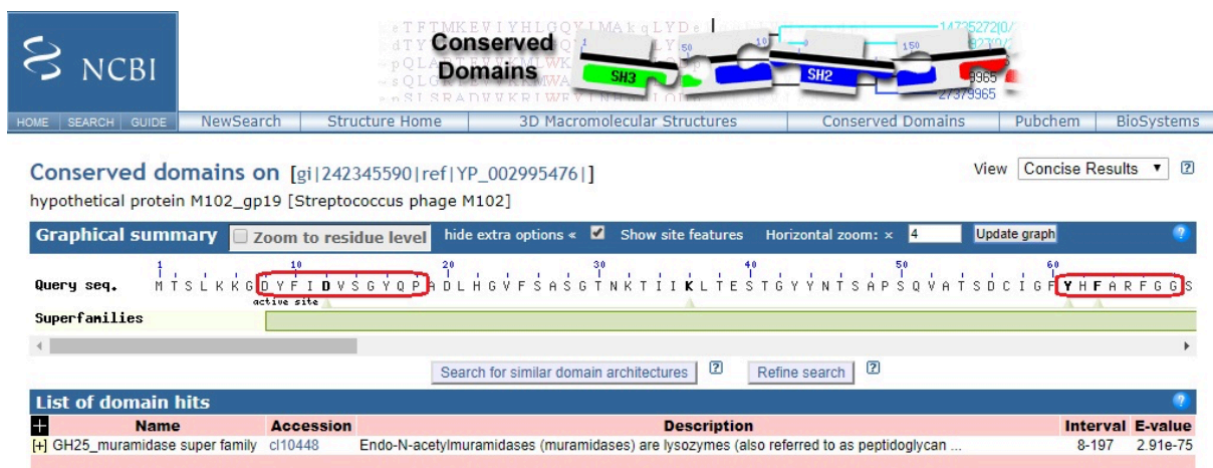 NCBI
Conserved
Domains
SH3
SH2
50
10
150
27379965
HOME SEARCH GUIDE NewSearch Structure Home 3D Macromolecular Structures Conserved Domains Pubchem BioSystems
Conserved domains on [gi|242345590|ref|YP_002995476|] View Concise Results
hypothetical protein M102_gp19 [Streptococcus phage M102]
Graphical summary Zoom to residue level hide extra options « Show site features Horizontal zoom: × 4 Update graph ?
1 10 20 30 40 50 60
Query seq. M T S L K K G D Y F I D V S G Y Q P A D L H G V F S A S G T N K T I I K L T E S T G Y Y N T S A P S Q V A T S D C I G F Y H F A R F G G S
active site
Superfamilies
Search for similar domain architectures ? Refine search ?
List of domain hits ?
+ Name Accession Description Interval E-value
[+] GH25_muramidase super family cl10448 Endo-N-acetylmuramidases (muramidases) are lysozymes (also referred to as peptidoglycan ... 8-197 2.91e-75